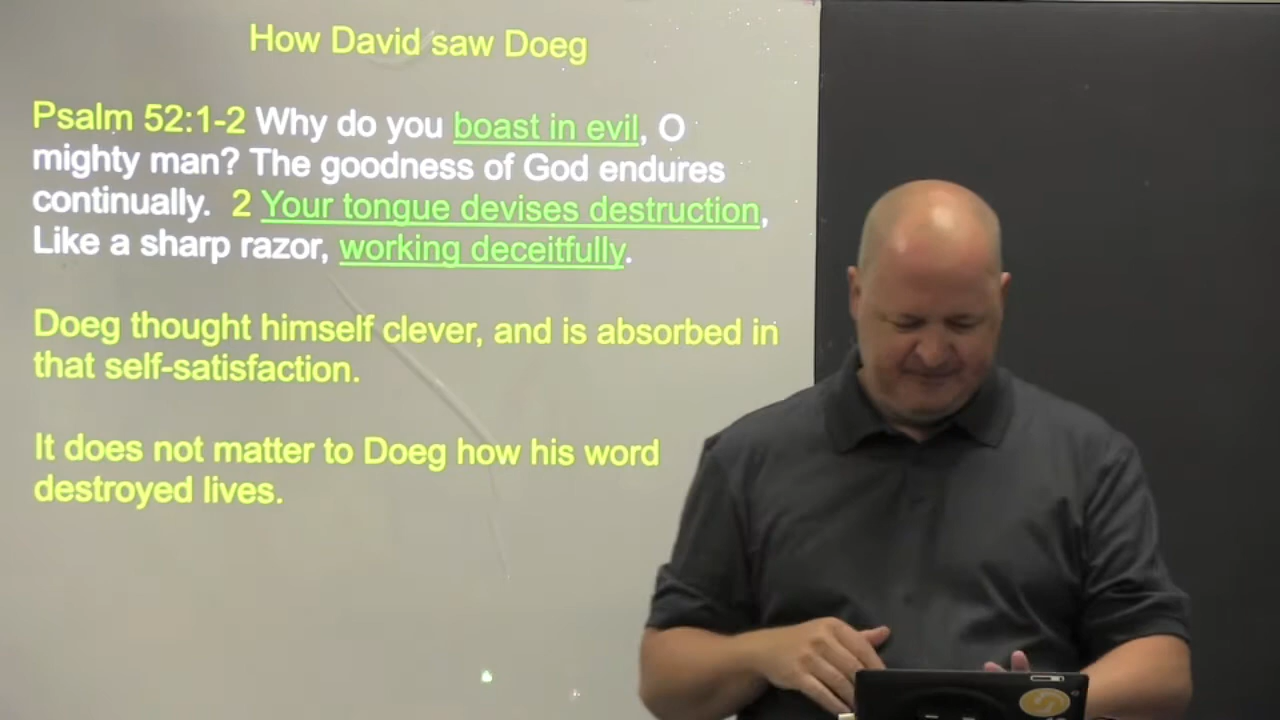 How David saw Doeg
Psalm 52:1-2 Why do you boast in evil, O
mighty man? The goodness of God endures
continually. 2 Your tongue devises destruction,
Like a sharp razor, working deceitfully.
Doeg thought himself clever, and is absorbed in
that self-satisfaction.
It does not matter to Doeg how his word
destroyed lives.